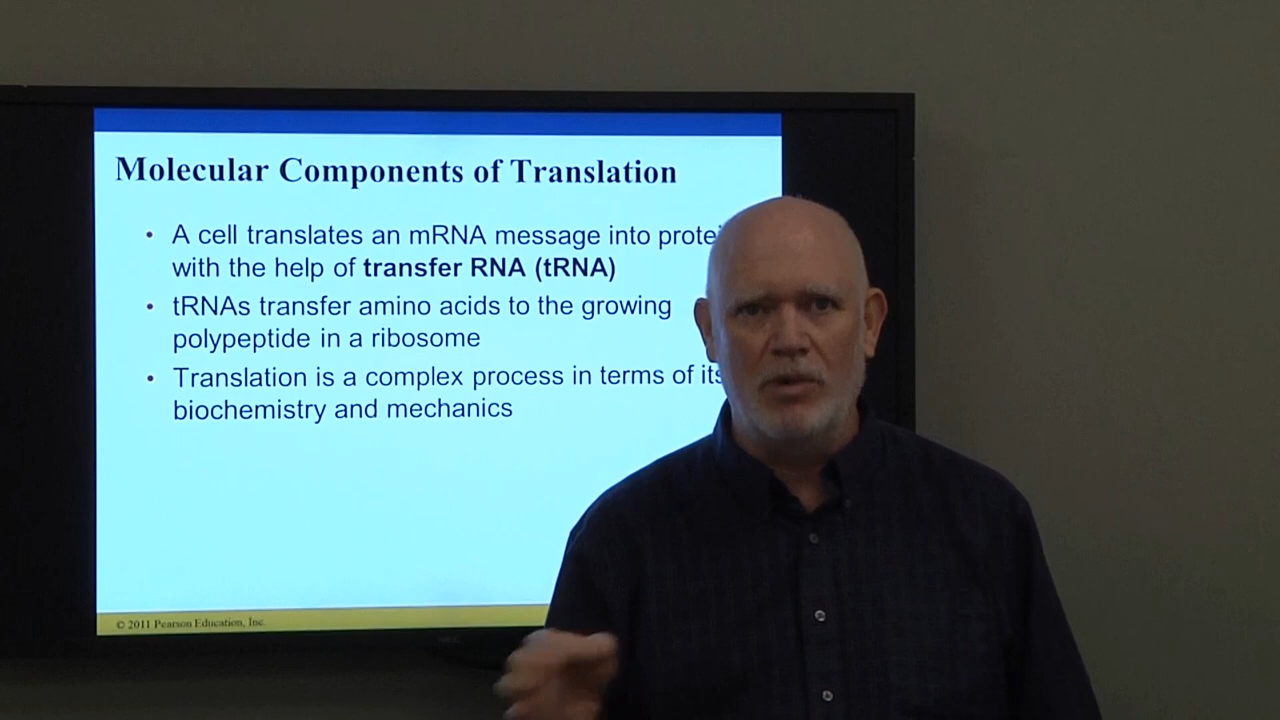 Molecular Components of Translation
• A cell translates an mRNA message into protei
with the help of transfer RNA (tRNA)
• tRNAs transfer amino acids to the growing
polypeptide in a ribosome
• Translation is a complex process in terms of its
biochemistry and mechanics
© 2011 Pearson Education, Inc.